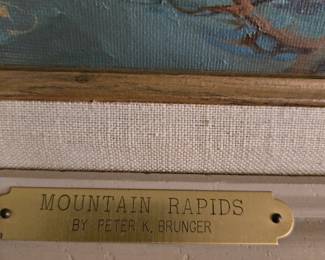 MOUNTAIN RAPIDS
BY PETER K. BRUNGER